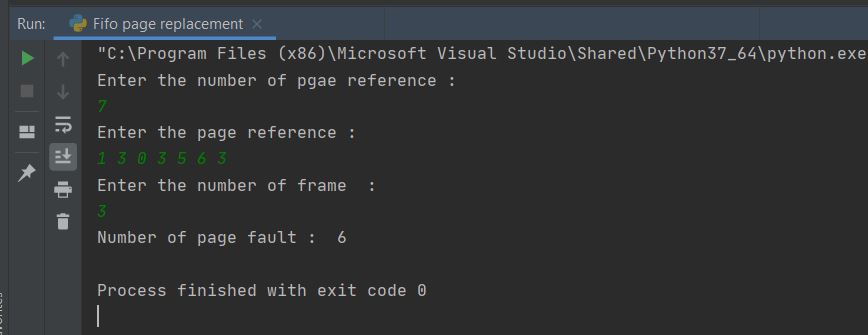 Run: Fifo page replacement
"C:\Program Files (x86)\Microsoft Visual Studio\Shared\Python37_64\python.exe
Enter the number of pgae reference :
7
Enter the page reference :
1 3 0 3 5 6 3
Enter the number of frame  :
3
Number of page fault :  6
Process finished with exit code 0